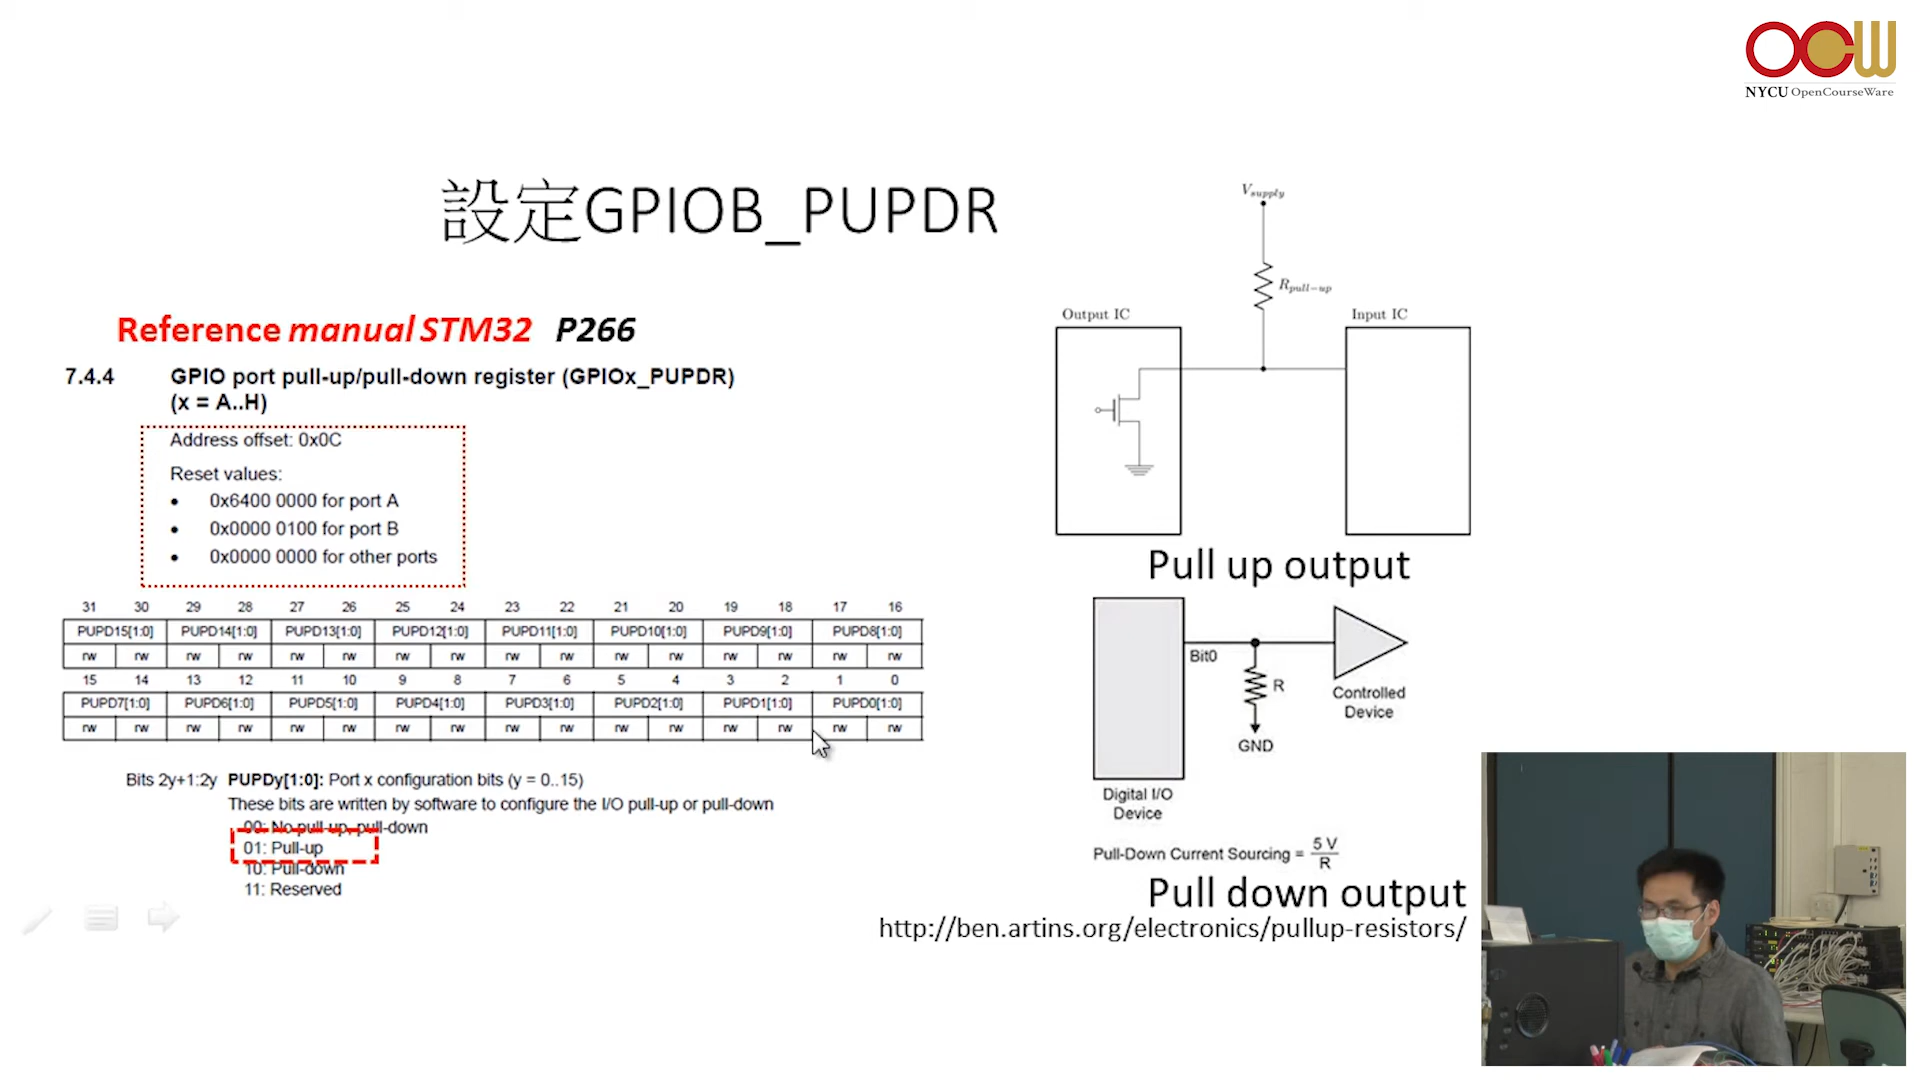 OCW
NYCU OpenCourseWare
設定GPIOB_PUPDR
Reference manual STM32 P266
7.4.4 GPIO port pull-up/pull-down register (GPIOx_PUPDR)
(x = A..H)
Address offset: 0x0C
Reset values:
• 0x6400 0000 for port A
• 0x0000 0100 for port B
• 0x0000 0000 for other ports
31 30 29 28 27 26 25 24 23 22 21 20 19 18 17 16
PUPD15[1:0] PUPD14[1:0] PUPD13[1:0] PUPD12[1:0] PUPD11[1:0] PUPD10[1:0] PUPD9[1:0] PUPD8[1:0]
rw rw rw rw rw rw rw rw rw rw rw rw rw rw rw rw
15 14 13 12 11 10 9 8 7 6 5 4 3 2 1 0
PUPD7[1:0] PUPD6[1:0] PUPD5[1:0] PUPD4[1:0] PUPD3[1:0] PUPD2[1:0] PUPD1[1:0] PUPD0[1:0]
rw rw rw rw rw rw rw rw rw rw rw rw rw rw rw rw
Bits 2y+1:2y PUPDy[1:0]: Port x configuration bits (y = 0..15)
These bits are written by software to configure the I/O pull-up or pull-down
00: No pull-up, pull-down
01: Pull-up
10: Pull-down
11: Reserved
Vsupply
Rpull-up
Output IC
Input IC
Pull up output
Bit0
R
GND
Controlled
Device
Digital I/O
Device
Pull-Down Current Sourcing = 5 V
R
Pull down output
http://ben.artins.org/electronics/pullup-resistors/